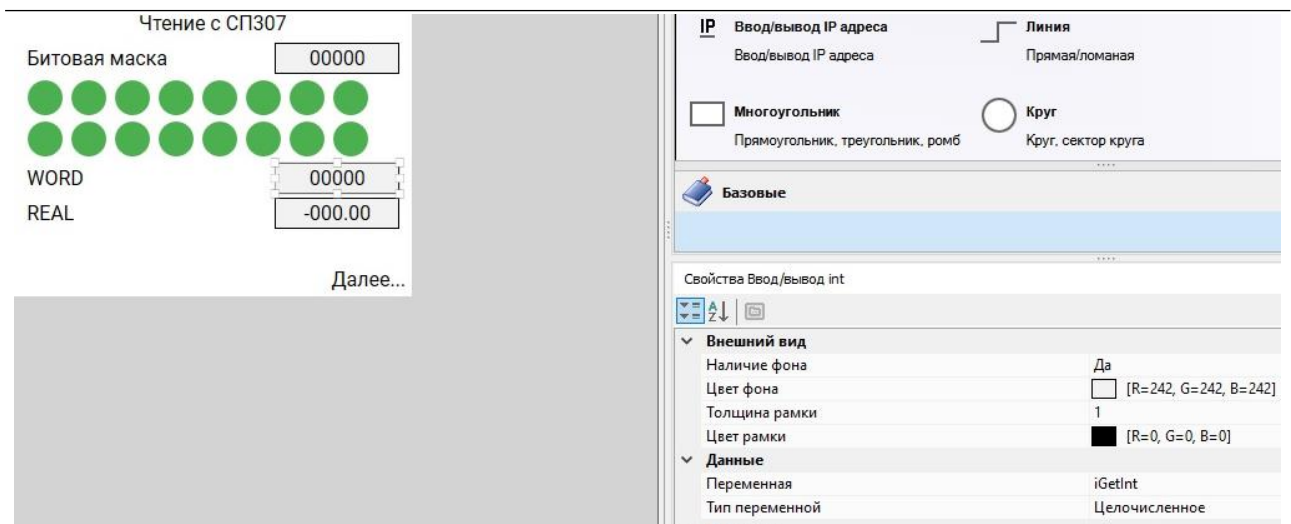 Чтение с СП307
Битовая маска 00000
WORD 00000
REAL -000.00
Далее...
IP Ввод/вывод IP адреса
Ввод/вывод IP адреса
Линия
Прямая/ломаная
Многоугольник
Прямоугольник, треугольник, ромб
Круг
Круг, сектор круга
Базовые
Свойства Ввод/вывод int
Внешний вид
Наличие фона Да
Цвет фона [R=242, G=242, B=242]
Толщина рамки 1
Цвет рамки [R=0, G=0, B=0]
Данные
Переменная iGetInt
Тип переменной Целочисленное